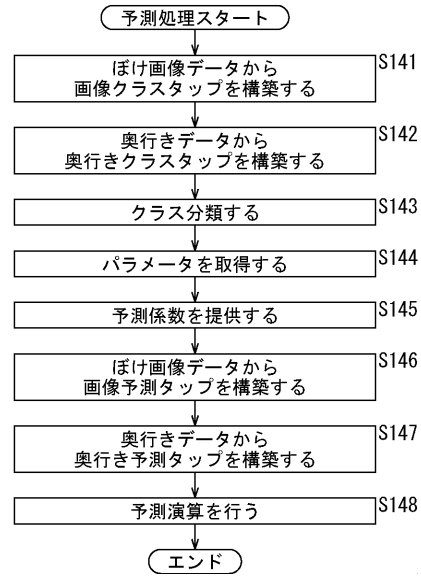 予測処理スタート
S141
ぼけ画像データから
画像クラスタップを構築する
S142
奥行きデータから
奥行きクラスタップを構築する
S143
クラス分類する
S144
パラメータを取得する
S145
予測係数を提供する
S146
ぼけ画像データから
画像予測タップを構築する
S147
奥行きデータから
奥行き予測タップを構築する
S148
予測演算を行う
エンド